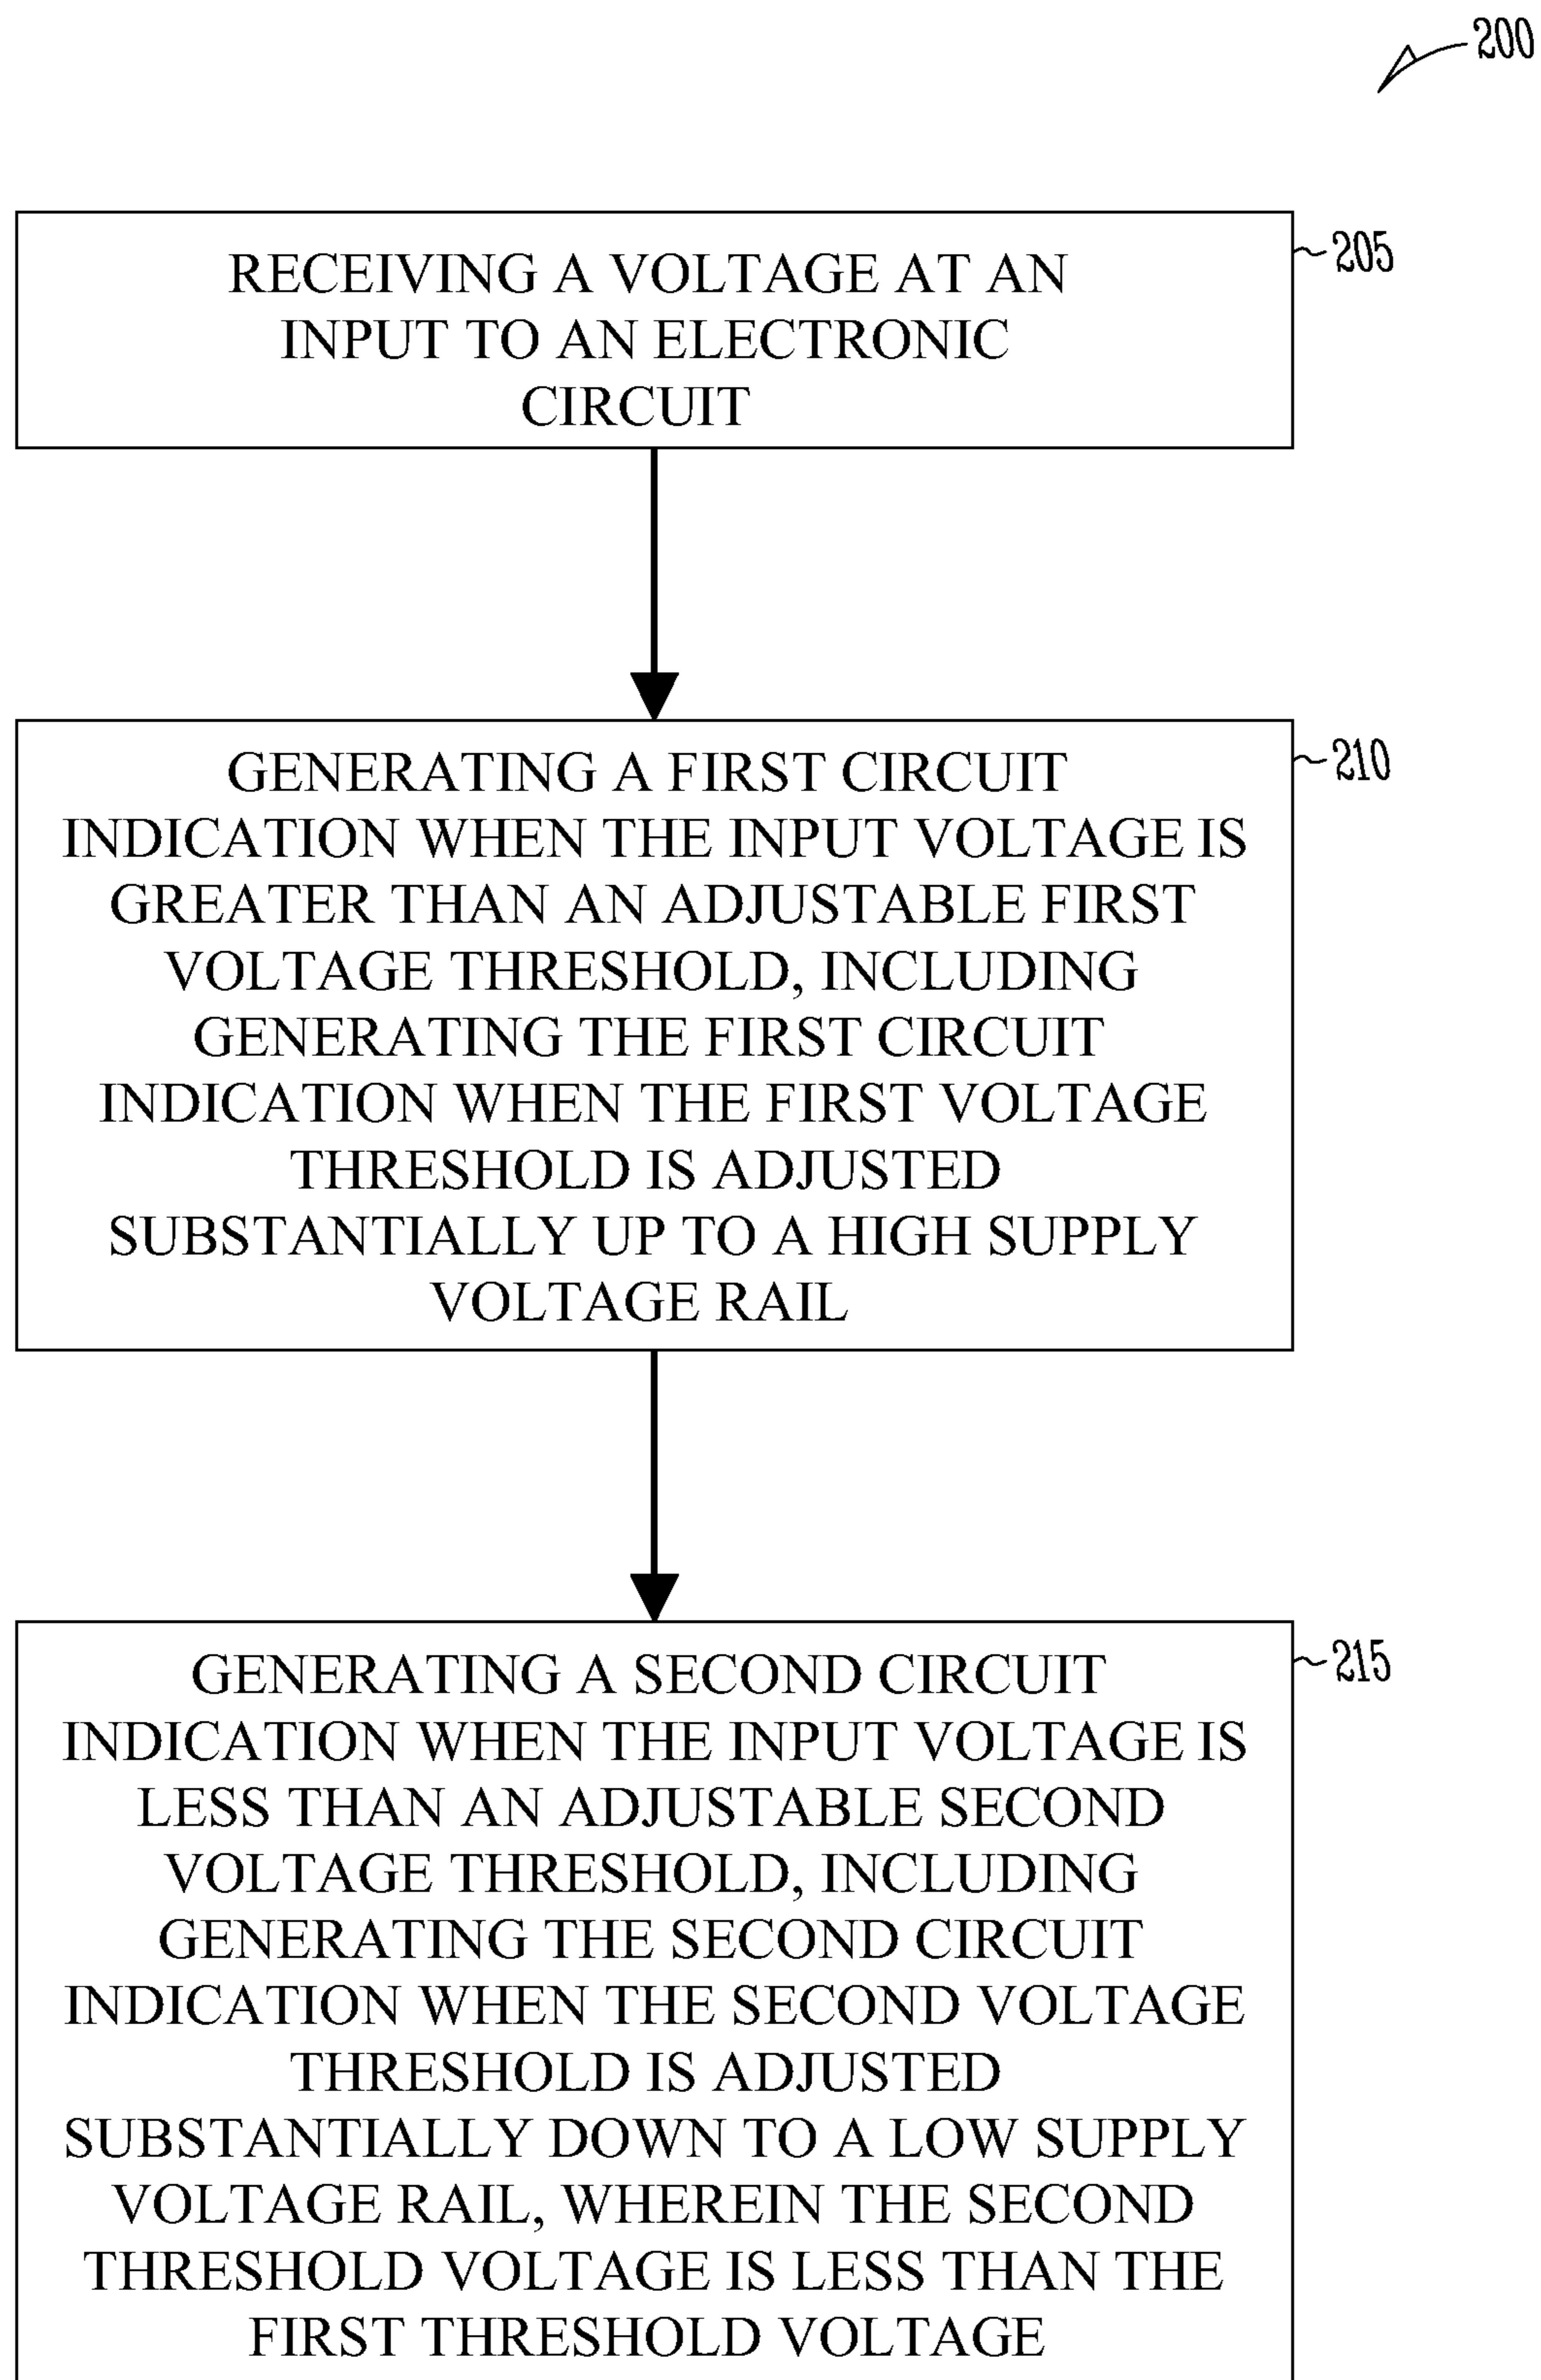 200
RECEIVING A VOLTAGE AT AN
INPUT TO AN ELECTRONIC
CIRCUIT
205
GENERATING A FIRST CIRCUIT
INDICATION WHEN THE INPUT VOLTAGE IS
GREATER THAN AN ADJUSTABLE FIRST
VOLTAGE THRESHOLD, INCLUDING
GENERATING THE FIRST CIRCUIT
INDICATION WHEN THE FIRST VOLTAGE
THRESHOLD IS ADJUSTED
SUBSTANTIALLY UP TO A HIGH SUPPLY
VOLTAGE RAIL
210
GENERATING A SECOND CIRCUIT
INDICATION WHEN THE INPUT VOLTAGE IS
LESS THAN AN ADJUSTABLE SECOND
VOLTAGE THRESHOLD, INCLUDING
GENERATING THE SECOND CIRCUIT
INDICATION WHEN THE SECOND VOLTAGE
THRESHOLD IS ADJUSTED
SUBSTANTIALLY DOWN TO A LOW SUPPLY
VOLTAGE RAIL, WHEREIN THE SECOND
THRESHOLD VOLTAGE IS LESS THAN THE
FIRST THRESHOLD VOLTAGE
215